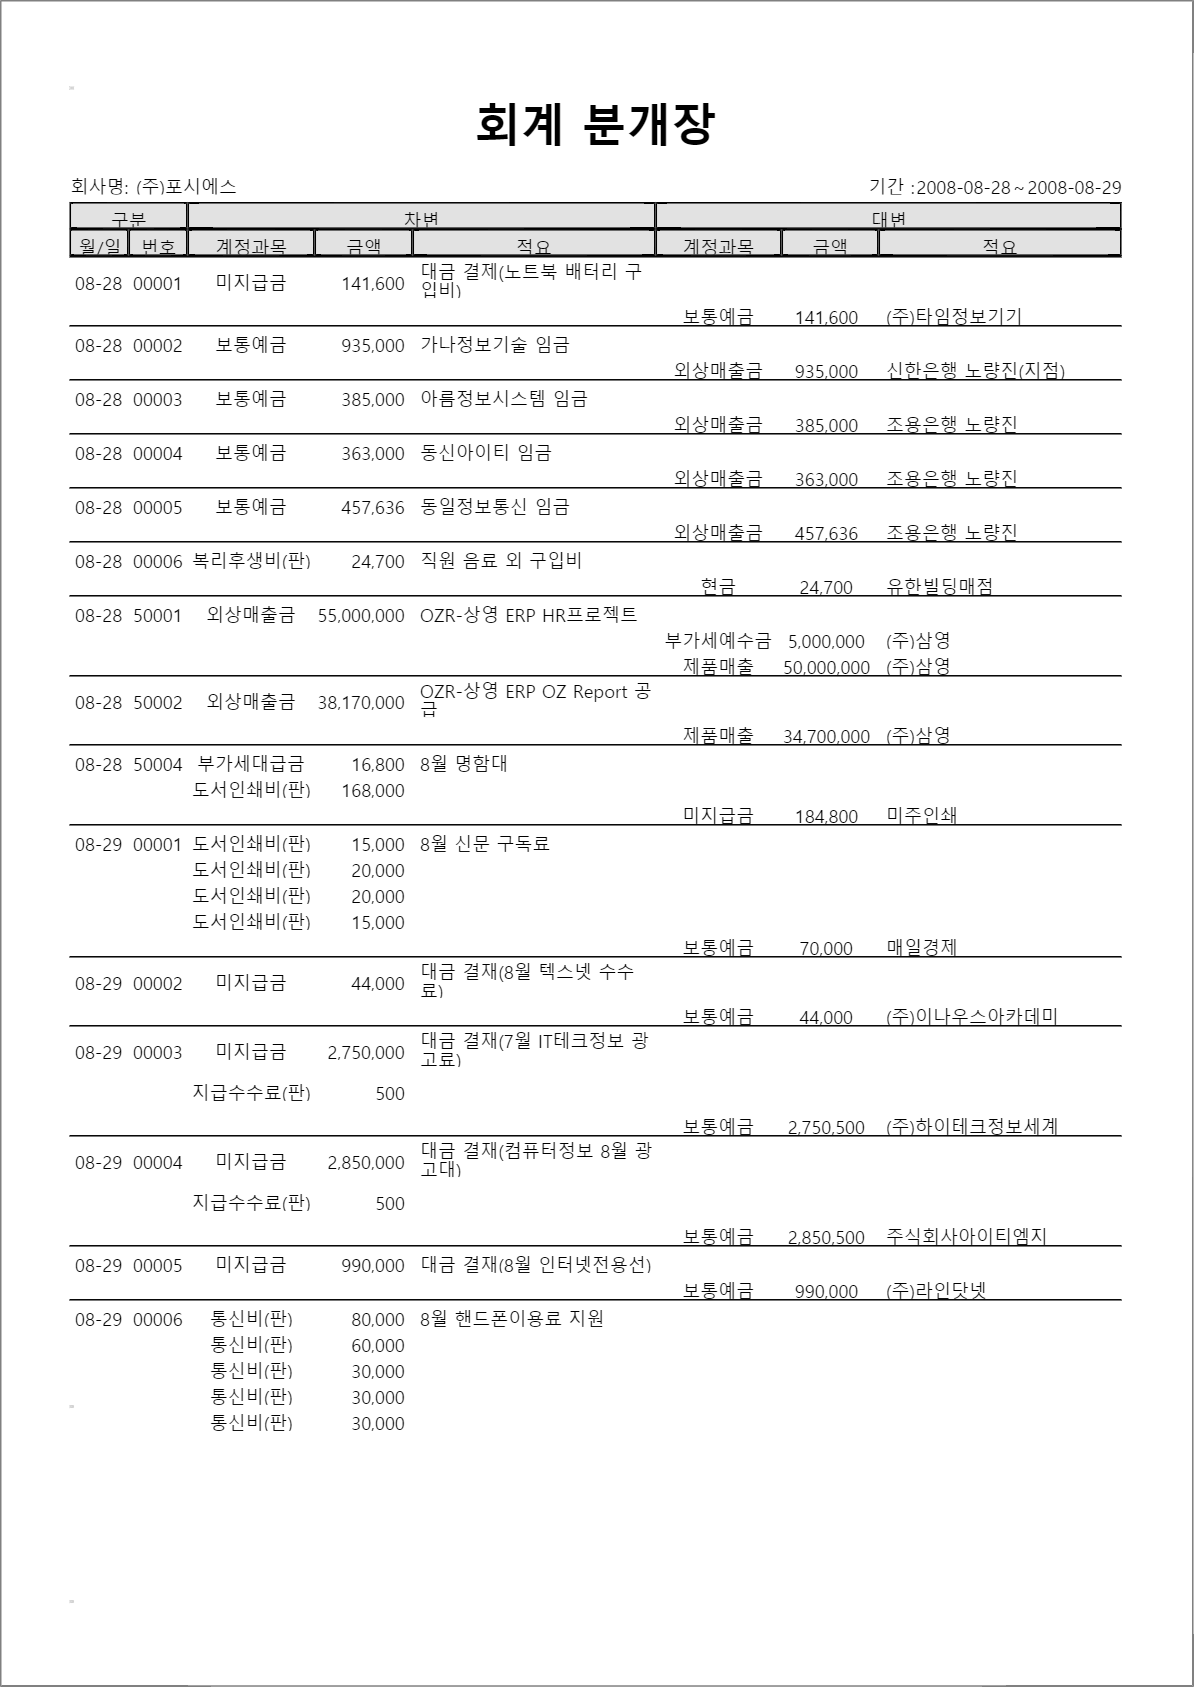 회계 분개장
회사명: (주)포시에스 기간 :2008-08-28~2008-08-29
구분 차변 대변
월/일 번호 계정과목 금액 적요 계정과목 금액 적요
08-28 00001 미지급금 141,600 대금 결제(노트북 배터리 구
입비)
보통예금 141,600 (주)타임정보기기
08-28 00002 보통예금 935,000 가나정보기술 임금
외상매출금 935,000 신한은행 노량진(지점)
08-28 00003 보통예금 385,000 아름정보시스템 임금
외상매출금 385,000 조용은행 노량진
08-28 00004 보통예금 363,000 동신아이티 임금
외상매출금 363,000 조용은행 노량진
08-28 00005 보통예금 457,636 동일정보통신 임금
외상매출금 457,636 조용은행 노량진
08-28 00006 복리후생비(판) 24,700 직원 음료 외 구입비
현금 24,700 유한빌딩매점
08-28 50001 외상매출금 55,000,000 OZR-상영 ERP HR프로젝트
부가세예수금 5,000,000 (주)삼영
제품매출 50,000,000 (주)삼영
08-28 50002 외상매출금 38,170,000 OZR-상영 ERP OZ Report 공
급
제품매출 34,700,000 (주)삼영
08-28 50004 부가세대급금 16,800 8월 명함대
도서인쇄비(판) 168,000
미지급금 184,800 미주인쇄
08-29 00001 도서인쇄비(판) 15,000 8월 신문 구독료
도서인쇄비(판) 20,000
도서인쇄비(판) 20,000
도서인쇄비(판) 15,000
보통예금 70,000 매일경제
08-29 00002 미지급금 44,000 대금 결재(8월 텍스넷 수수
료)
보통예금 44,000 (주)이나우스아카데미
08-29 00003 미지급금 2,750,000 대금 결재(7월 IT테크정보 광
고료)
지급수수료(판) 500
보통예금 2,750,500 (주)하이테크정보세계
08-29 00004 미지급금 2,850,000 대금 결재(컴퓨터정보 8월 광
고대)
지급수수료(판) 500
보통예금 2,850,500 주식회사아이티엠지
08-29 00005 미지급금 990,000 대금 결재(8월 인터넷전용선)
보통예금 990,000 (주)라인닷넷
08-29 00006 통신비(판) 80,000 8월 핸드폰이용료 지원
통신비(판) 60,000
통신비(판) 30,000
통신비(판) 30,000
통신비(판) 30,000